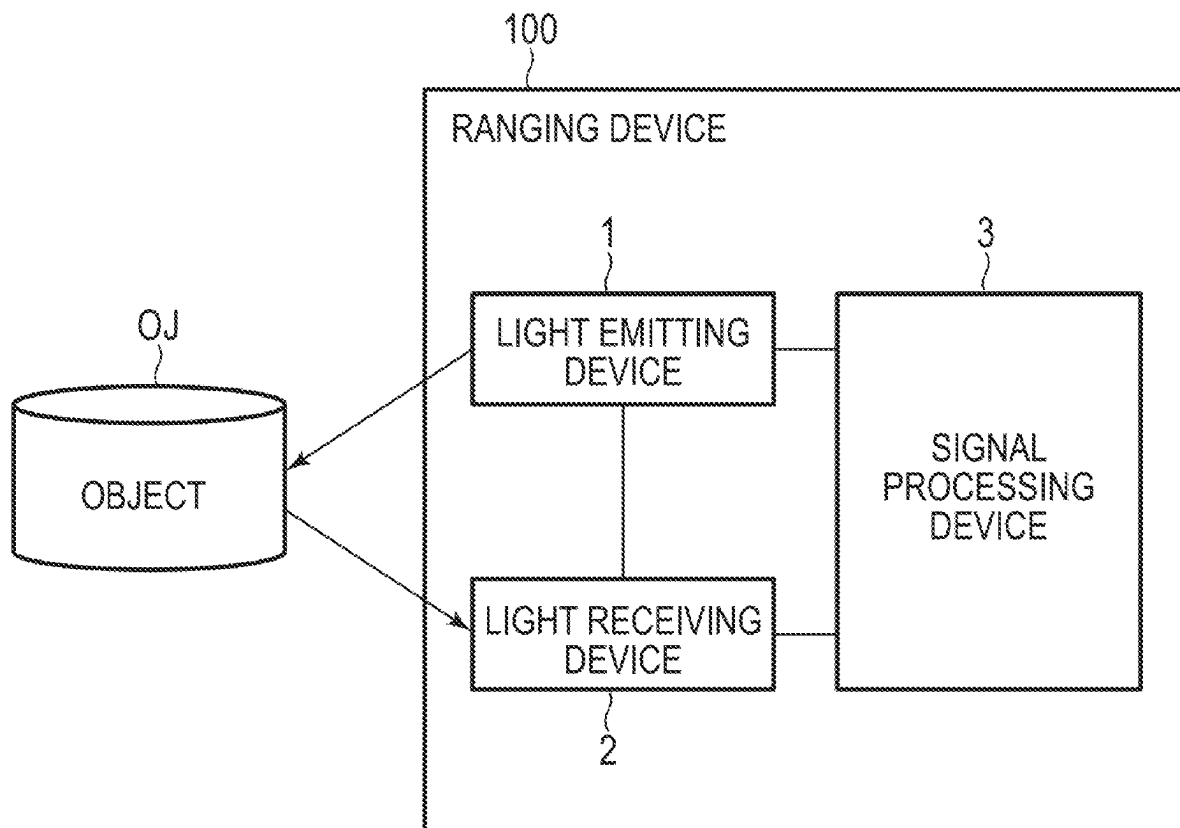 100
RANGING DEVICE
1
3
OJ
LIGHT EMITTING
DEVICE
OBJECT
SIGNAL
PROCESSING
DEVICE
LIGHT RECEIVING
DEVICE
2